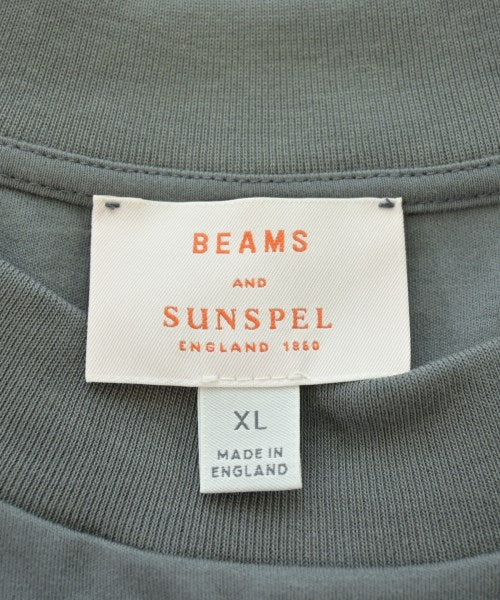 BEAMS
AND
SUNSPEL
ENGLAND 1860
XL
MADE IN
ENGLAND